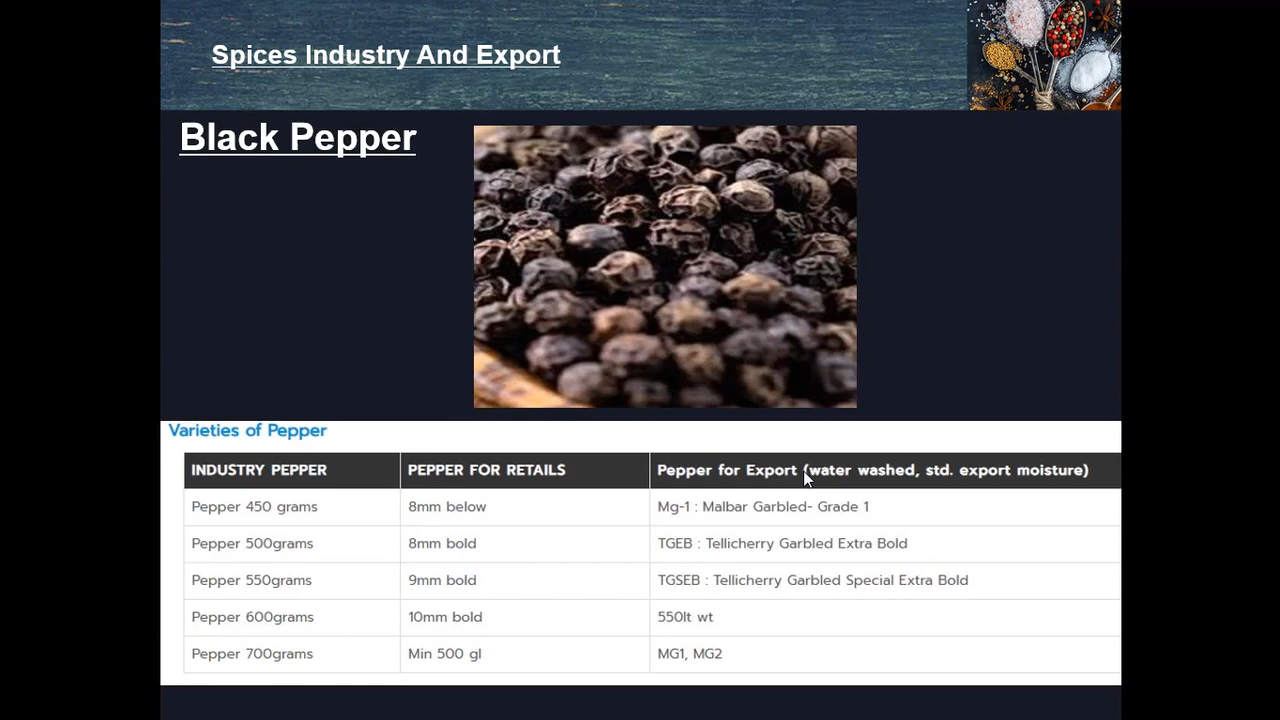 Spices Industry And Export
Black Pepper
Varieties of Pepper
INDUSTRY PEPPER PEPPER FOR RETAILS Pepper for Export (water washed, std. export moisture)
Pepper 450 grams 8mm below Mg-1 : Malbar Garbled- Grade 1
Pepper 500grams 8mm bold TGEB : Tellicherry Garbled Extra Bold
Pepper 550grams 9mm bold TGSEB : Tellicherry Garbled Special Extra Bold
Pepper 600grams 10mm bold 550lt wt
Pepper 700grams Min 500 gl MG1, MG2